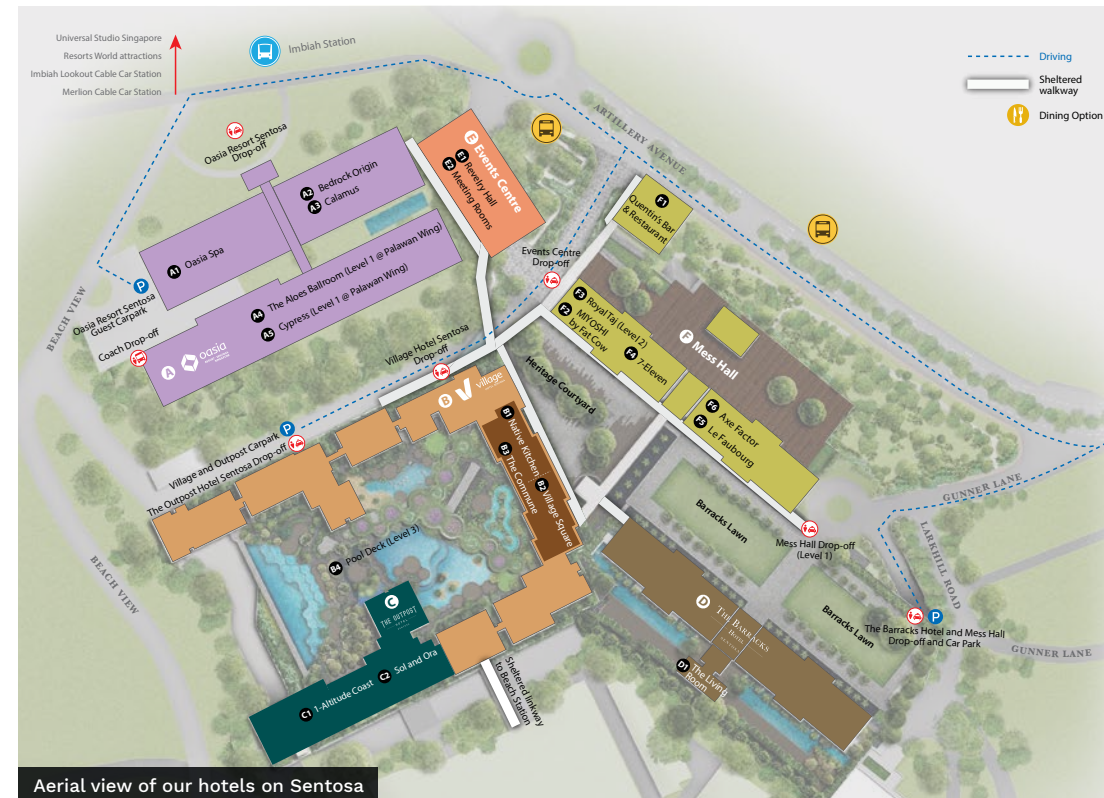 Universal Studio Singapore
Resorts World attractions
Imbiah Lookout Cable Car Station
Merlion Cable Car Station
Imbiah Station
Driving
Sheltered
walkway
Dining Option
ARTILLERY AVENUE
Oasia Resort Sentosa
Drop-off
A2 Bedrock Origin
A3 Calamus
E Events Centre
E1 Revelry Hall
E2 Meeting Rooms
F1
Quentin's Bar
& Restaurant
A1 Oasia Spa
Events Centre
Drop-off
BEACH VIEW
P
Oasia Resort Sentosa
Guest Carpark
A4 The Aloes Ballroom (Level 1 @ Palawan Wing)
A5 Cypress (Level 1 @ Palawan Wing)
Coach Drop-off
A oasia
F3 Royal Taj (Level 2)
F2 MIYOSHI
by Fat Cow
F4 7-Eleven
F Mess Hall
F6 Axe Factor
F5 Le Faubourg
Village Hotel Sentosa
Drop-off
B village
Heritage Courtyard
B1 Native Kitchen
B3 The Commune
B2 Village Square
P
Village and Outpost Carpark
The Outpost Hotel Sentosa Drop-off
B4 Pool Deck (Level 3)
Barracks Lawn
Mess Hall Drop-off
(Level 1)
GUNNER LANE
LARKHILL ROAD
BEACH VIEW
C
THE OUTPOST
HOTEL
D THE BARRACKS
HOTEL
SENTOSA
Barracks Lawn
P
The Barracks Hotel and Mess Hall
Drop-off and Car Park
GUNNER LANE
C1 1-Altitude Coast
C2 Sol and Ora
Sheltered linkway
to Beach Station
D1 The Living
Room
Aerial view of our hotels on Sentosa